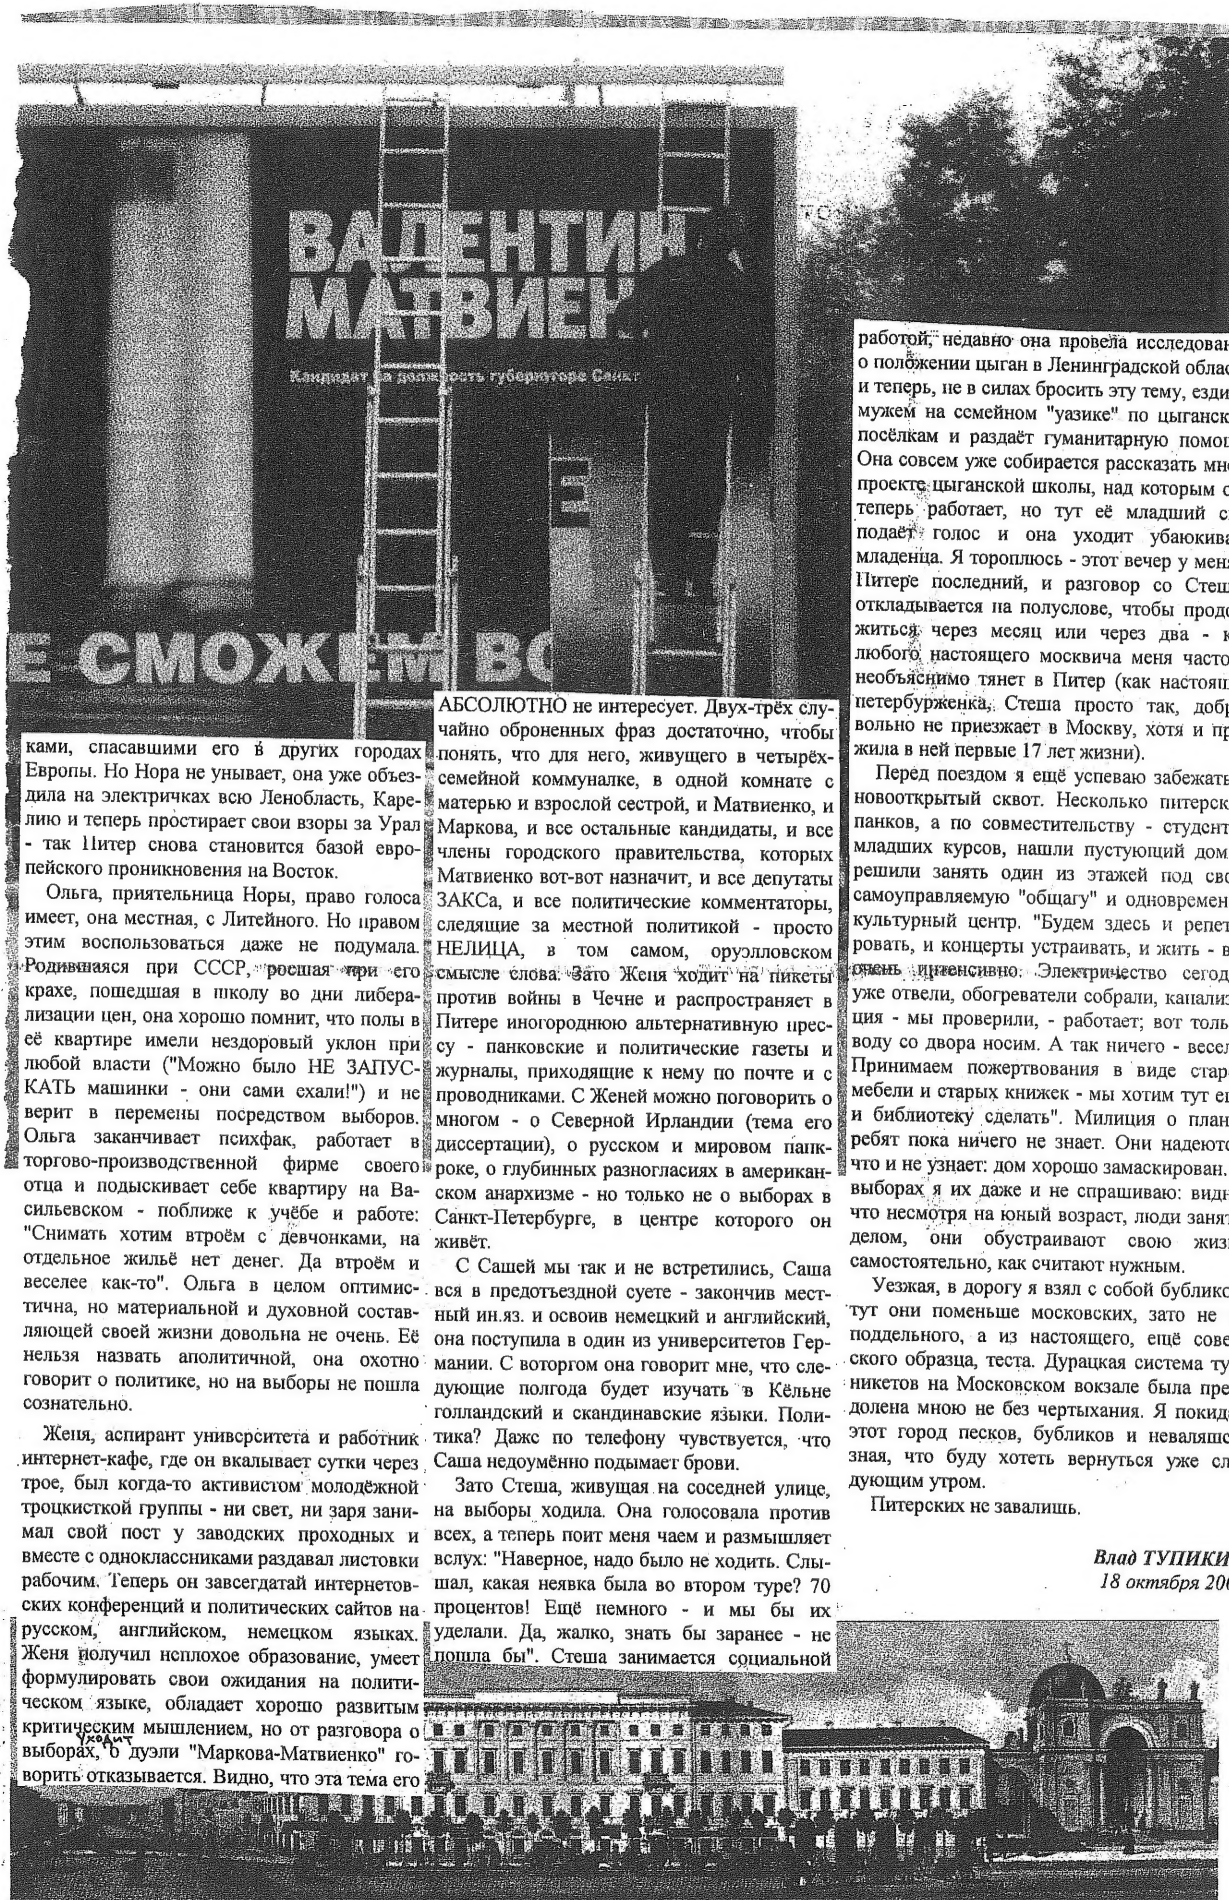 ВАЛЕНТИН
МАТВИЕН
Кандидат на должность губернаторе Санкт
Е
Е СМОЖЕМ ВС
ками, спасавшими его в других городах
Европы. Но Нора не унывает, она уже объез-
дила на электричках всю Ленобласть, Каре-
лию и теперь простирает свои взоры за Урал
- так Питер снова становится базой евро-
пейского проникновения на Восток.
Ольга, приятельница Норы, право голоса
имеет, она местная, с Литейного. Но правом
этим воспользоваться даже не подумала.
Родившаяся при СССР, росшая при его
крахе, пошедшая в школу во дни либера-
лизации цен, она хорошо помнит, что полы в
её квартире имели нездоровый уклон при
любой власти ("Можно было НЕ ЗАПУС-
КАТЬ машинки - они сами ехали!") и не
верит в перемены посредством выборов.
Ольга заканчивает психфак, работает в
торгово-производственной фирме своего
отца и подыскивает себе квартиру на Ва-
сильевском - поближе к учёбе и работе:
"Снимать хотим втроём с девчонками, на
отдельное жильё нет денег. Да втроём и
веселее как-то". Ольга в целом оптимис-
тична, но материальной и духовной состав-
ляющей своей жизни довольна не очень. Её
нельзя назвать аполитичной, она охотно
говорит о политике, но на выборы не пошла
сознательно.
Женя, аспирант университета и работник
интернет-кафе, где он вкалывает сутки через
трое, был когда-то активистом молодёжной
троцкисткой группы - ни свет, ни заря зани-
мал свой пост у заводских проходных и
вместе с одноклассниками раздавал листовки
рабочим. Теперь он завсегдатай интернетов-
ских конференций и политических сайтов на
русском, английском, немецком языках.
Женя получил неплохое образование, умеет
формулировать свои ожидания на полити-
ческом языке, обладает хорошо развитым
критическим мышлением, но от разговора о
уходит
выборах, о дуэли "Маркова-Матвиенко" го-
ворить отказывается. Видно, что эта тема его
АБСОЛЮТНО не интересует. Двух-трёх слу-
чайно оброненных фраз достаточно, чтобы
понять, что для него, живущего в четырёх-
семейной коммуналке, в одной комнате с
матерью и взрослой сестрой, и Матвиенко, и
Маркова, и все остальные кандидаты, и все
члены городского правительства, которых
Матвиенко вот-вот назначит, и все депутаты
ЗАКСа, и все политические комментаторы,
следящие за местной политикой - просто
НЕЛИЦА, в том самом, оруэлловском
смысле слова. Зато Женя ходит на пикеты
против войны в Чечне и распространяет в
Питере иногороднюю альтернативную прес-
су - панковские и политические газеты и
журналы, приходящие к нему по почте и с
проводниками. С Женей можно поговорить о
многом - о Северной Ирландии (тема его
диссертации), о русском и мировом панк-
роке, о глубинных разногласиях в американ-
ском анархизме - но только не о выборах в
Санкт-Петербурге, в центре которого он
живёт.
С Сашей мы так и не встретились, Саша
вся в предотъездной суете - закончив мест-
ный ин.яз. и освоив немецкий и английский,
она поступила в один из университетов Гер-
мании. С воторгом она говорит мне, что сле-
дующие полгода будет изучать в Кёльне
голландский и скандинавские языки. Поли-
тика? Даже по телефону чувствуется, что
Саша недоумённо подымает брови.
Зато Стеша, живущая на соседней улице,
на выборы ходила. Она голосовала против
всех, а теперь поит меня чаем и размышляет
вслух: "Наверное, надо было не ходить. Слы-
шал, какая неявка была во втором туре? 70
процентов! Ещё немного - и мы бы их
уделали. Да, жалко, знать бы заранее - не
пошла бы". Стеша занимается социальной
работой, недавно она провела исследован
о положении цыган в Ленинградской облас
и теперь, не в силах бросить эту тему, езди
мужем на семейном "уазике" по цыганск
посёлкам и раздаёт гуманитарную помощ
Она совсем уже собирается рассказать мне
проекте цыганской школы, над которым с
теперь работает, но тут её младший с
подаёт голос и она уходит убаюкива
младенца. Я тороплюсь - этот вечер у меня
Питере последний, и разговор со Стеш
откладывается на полуслове, чтобы продо
житься через месяц или через два - к
любого настоящего москвича меня часто
необъяснимо тянет в Питер (как настоящ
петербурженка, Стеша просто так, добр
вольно не приезжает в Москву, хотя и пр
жила в ней первые 17 лет жизни).
Перед поездом я ещё успеваю забежать
новооткрытый сквот. Несколько питерск
панков, а по совместительству - студент
младших курсов, нашли пустующий дом
решили занять один из этажей под сво
самоуправляемую "общагу" и одновремен
культурный центр. "Будем здесь и репет
ровать, и концерты устраивать, и жить - в
очень интенсивно. Электричество сегод
уже отвели, обогреватели собрали, канализ
ция - мы проверили, - работает; вот толь
воду со двора носим. А так ничего - весел
Принимаем пожертвования в виде стар
мебели и старых книжек - мы хотим тут ещ
и библиотеку сделать". Милиция о план
ребят пока ничего не знает. Они надеютс
что и не узнает: дом хорошо замаскирован.
выборах я их даже и не спрашиваю: видн
что несмотря на юный возраст, люди занят
делом, они обустраивают свою жиз
самостоятельно, как считают нужным.
Уезжая, в дорогу я взял с собой бублико
тут они поменьше московских, зато не
поддельного, а из настоящего, ещё сове
ского образца, теста. Дурацкая система ту
никетов на Московском вокзале была пре
долена мною не без чертыхания. Я покид
этот город песков, бубликов и неваляшс
зная, что буду хотеть вернуться уже сл
дующим утром.
Питерских не завалишь.
Влад ТУПИКИ
18 октября 200